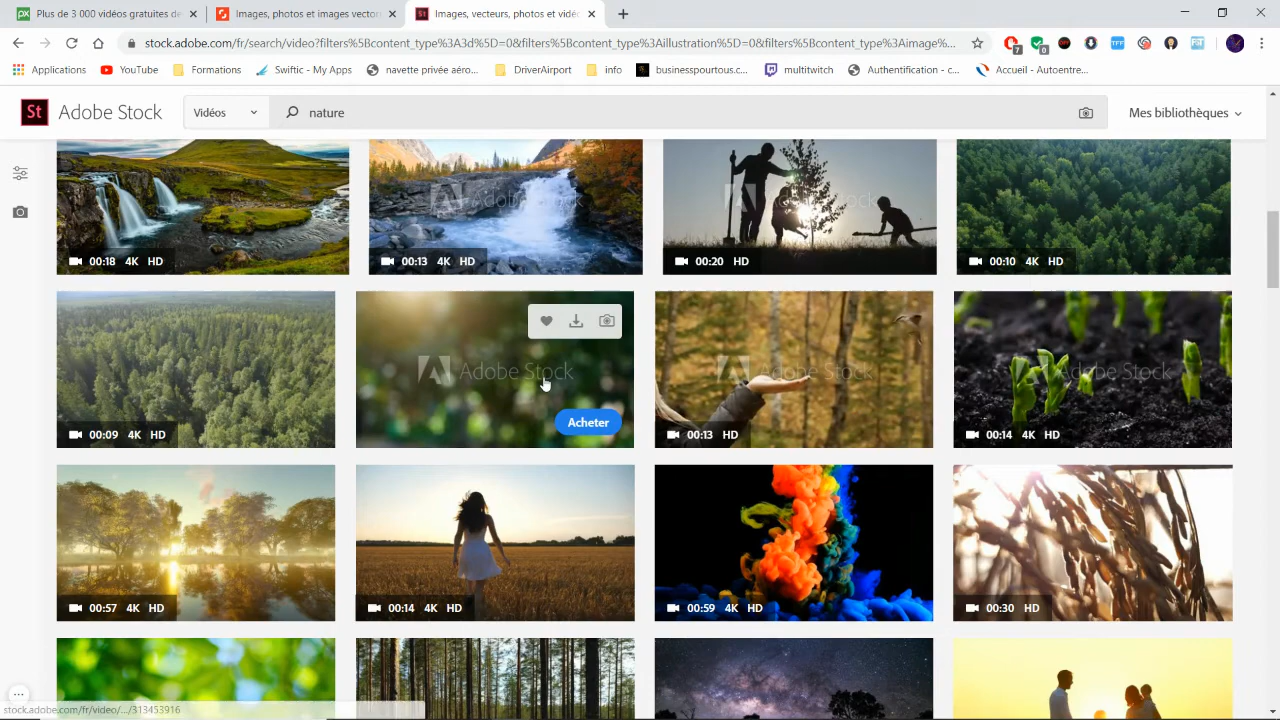 Plus de 3 000 vidéos gratuites de
Images, photos et images vector
Images, vecteurs, photos et vidé
stock.adobe.com/fr/search/video?filters%5Bcontent_type%3A3d%5D=0&filters%5Bcontent_type%3Aillustration%5D=0&filters%5Bcontent_type%3Aimage%...
Applications
YouTube
Formations
Swiftic - My Apps
navette privée aéro...
DriverAirport
info
businesspourtous.c...
multitwitch
Authentification - c...
Accueil - Autoentre...
St Adobe Stock
Vidéos
nature
Mes bibliothèques
Adobe Stock
Adobe Stock
00:18 4K HD
00:13 4K HD
00:20 HD
00:10 4K HD
Adobe Stock
Adobe Stock
Adobe Stock
Acheter
00:09 4K HD
00:13 HD
00:14 4K HD
00:57 4K HD
00:14 4K HD
00:59 4K HD
00:30 HD
stock.adobe.com/fr/video/.../313453916